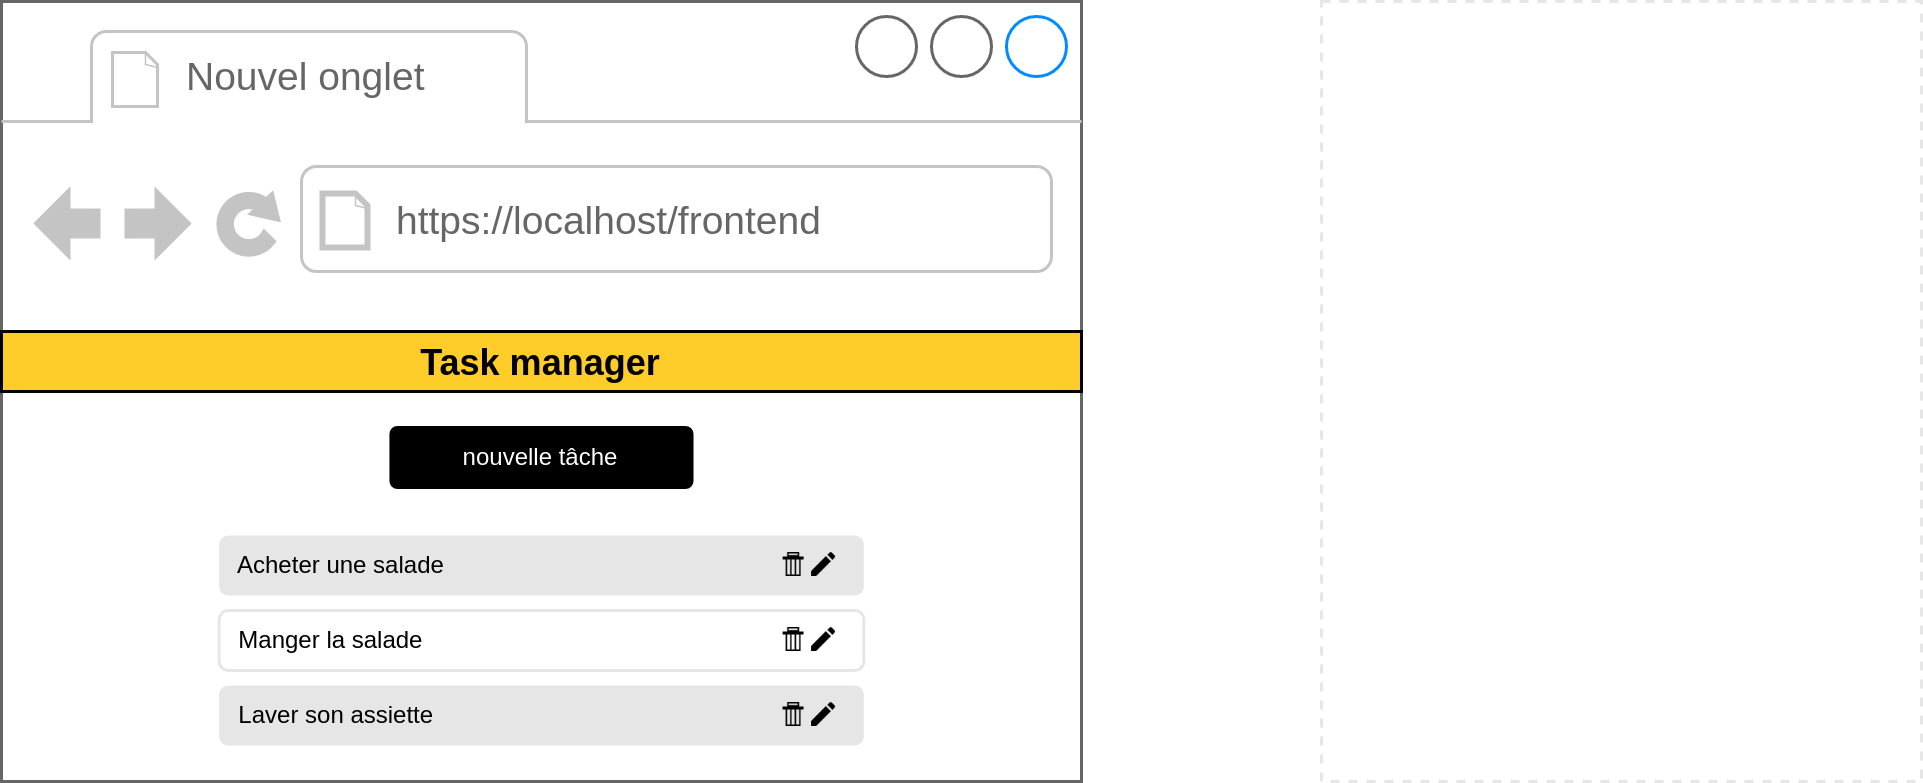 Nouvel onglet
https://localhost/frontend
Task manager
nouvelle tâche
Acheter une salade
Manger la salade
Laver son assiette